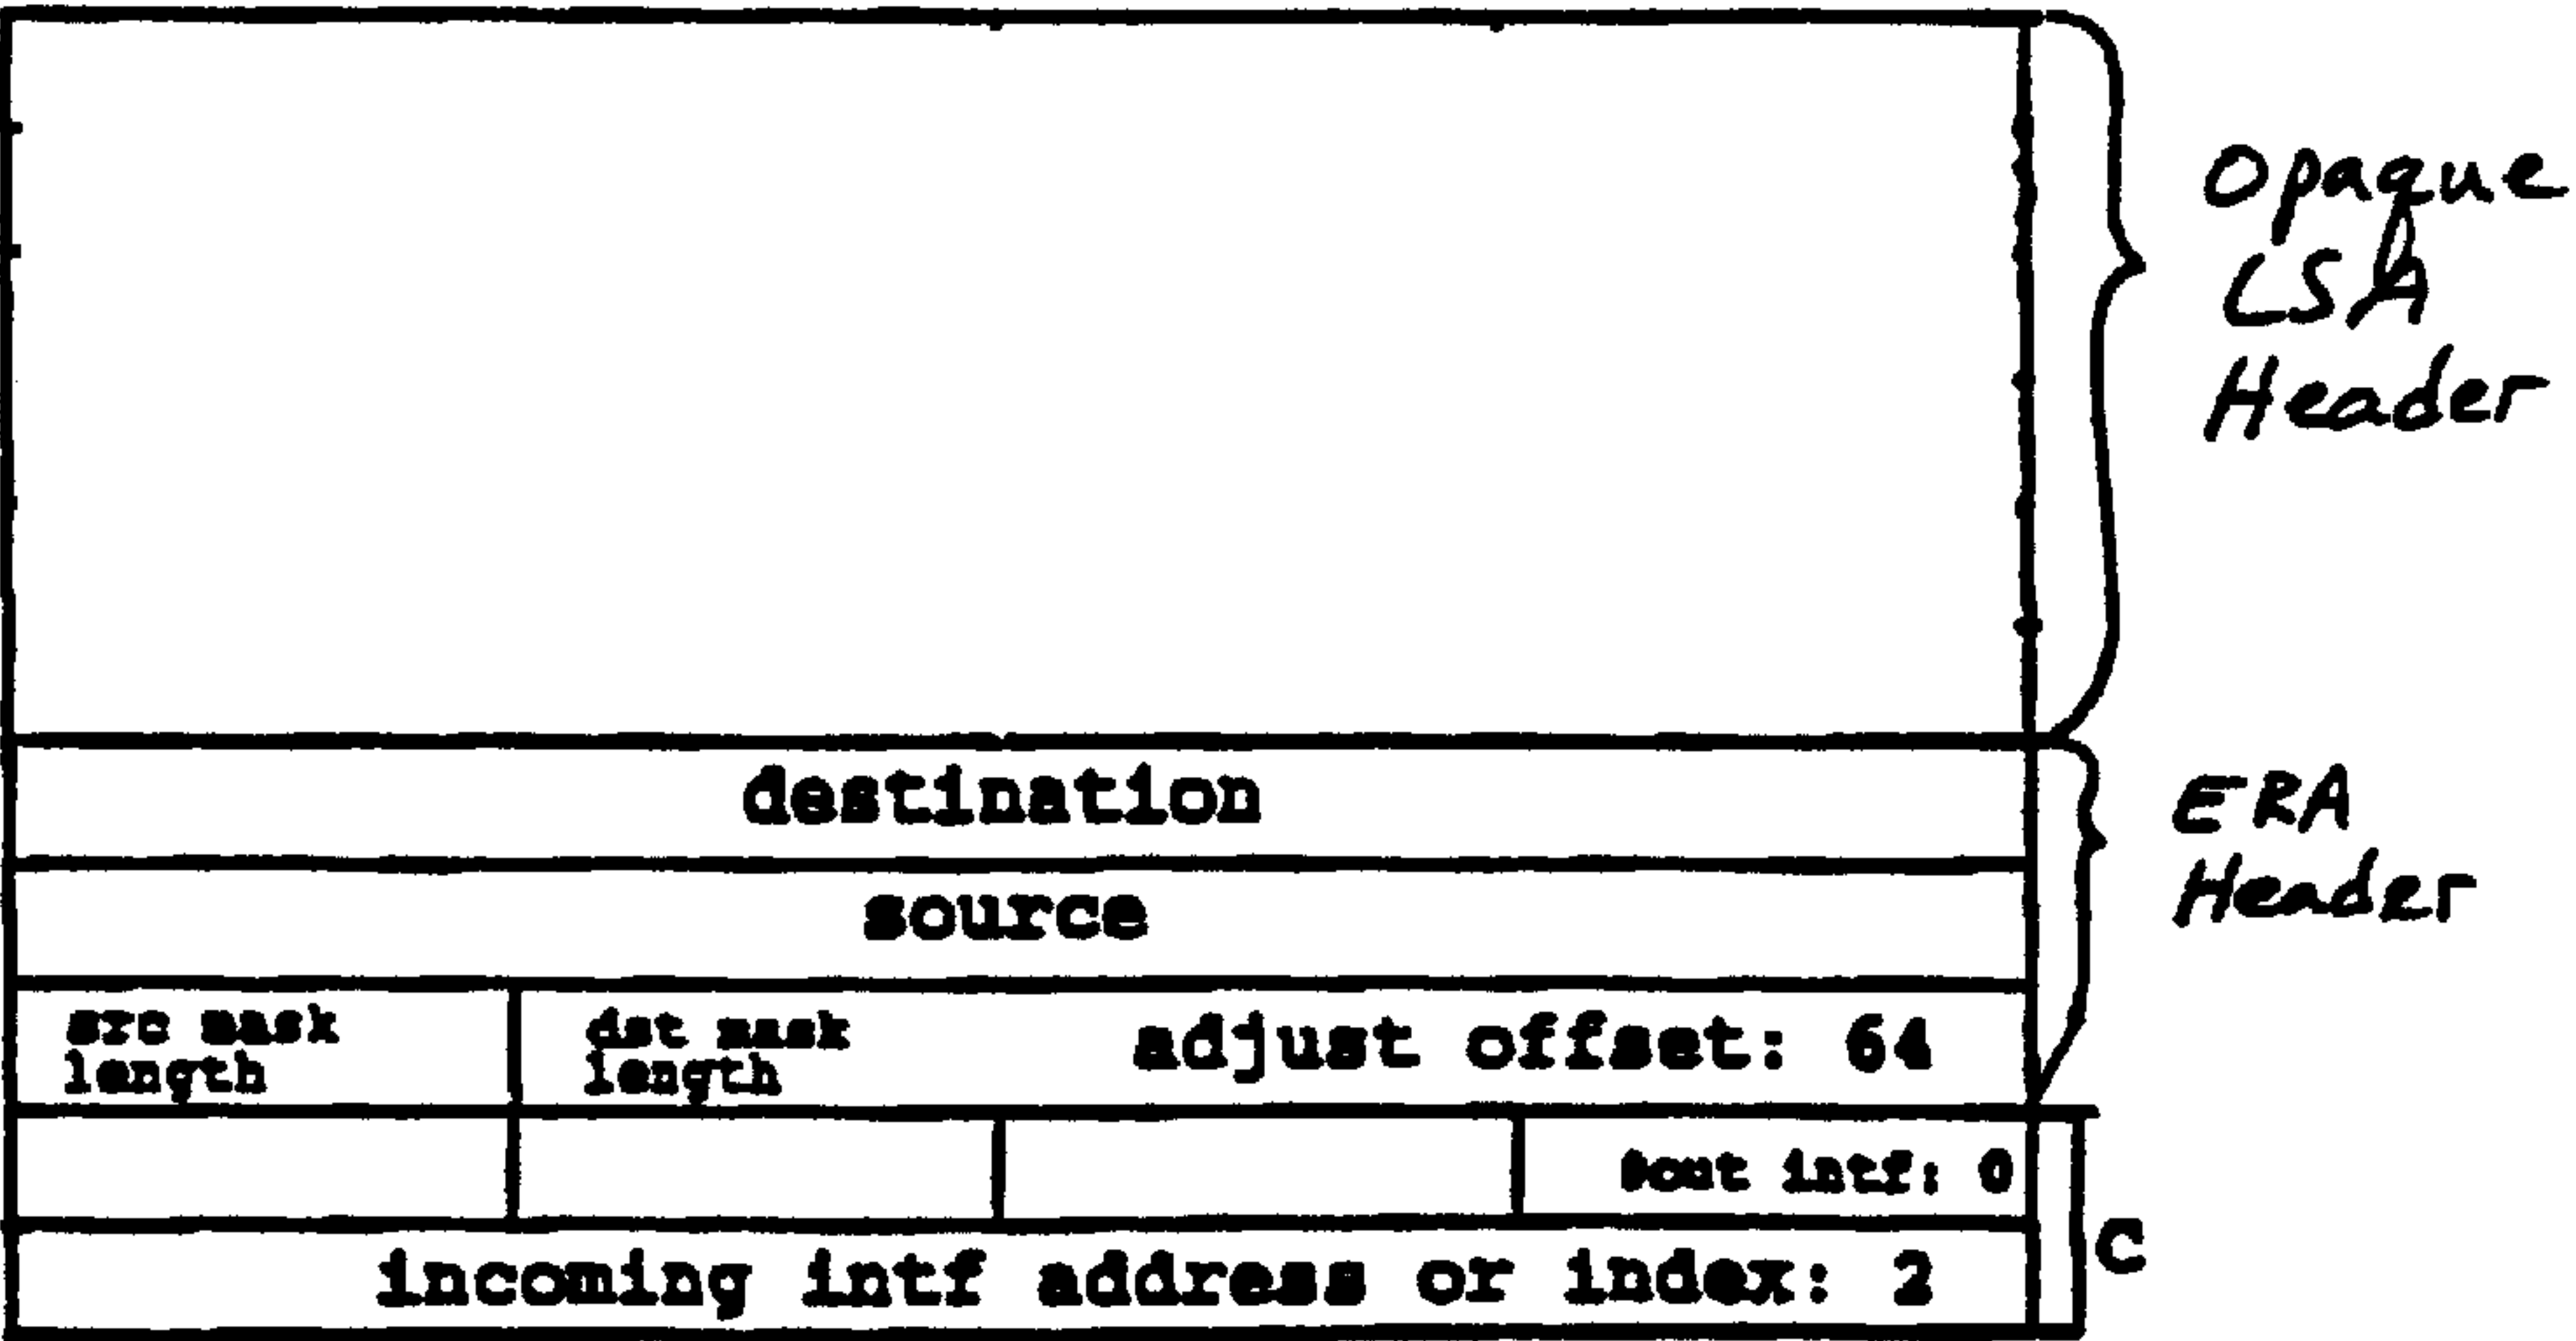 Opaque
LSA
Header
destination
ERA
Header
source
src mask
length
dst mask
length
adjust offset: 64
#out intf: 0
C
incoming intf address or index: 2